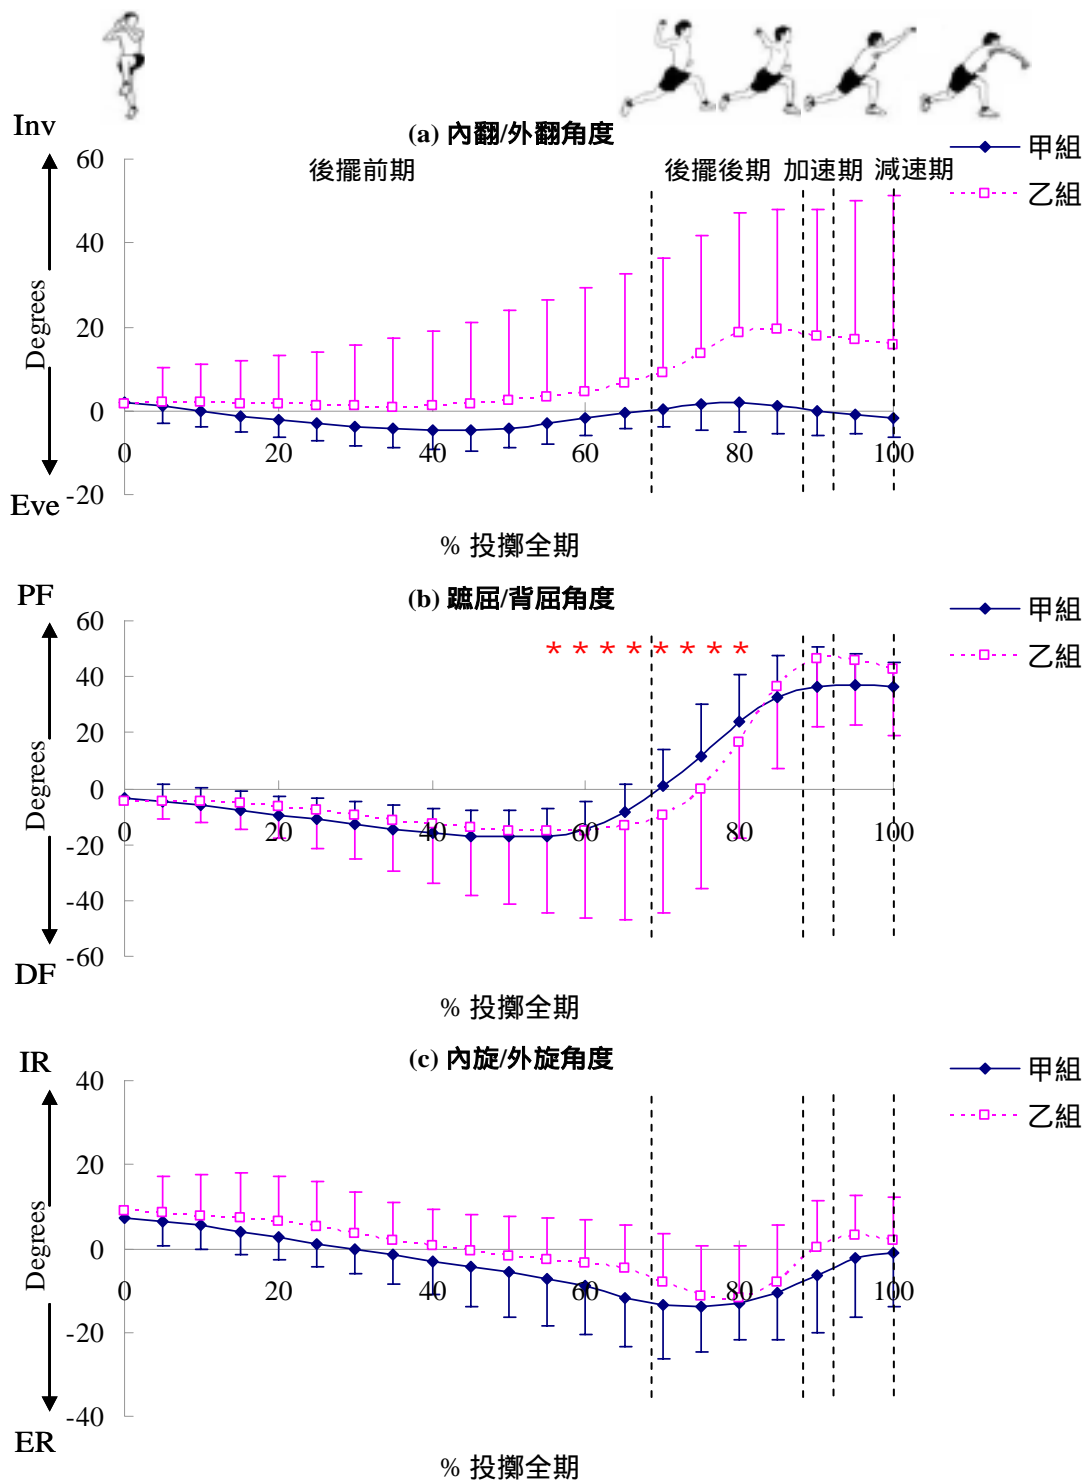 Inv
(a) 內翻/外翻角度
甲組
乙組
60
後擺前期 後擺後期 加速期 減速期
40
20
0
-20
Degrees
0 20 40 60 80 100
Eve
% 投擲全期
PF
(b) 蹠屈/背屈角度
甲組
乙組
60
* * * * * * * *
40
20
0
-20
-40
-60
Degrees
0 20 40 60 80 100
DF
% 投擲全期
IR
(c) 內旋/外旋角度
甲組
乙組
40
20
0
-20
-40
Degrees
0 20 40 60 80 100
ER
% 投擲全期